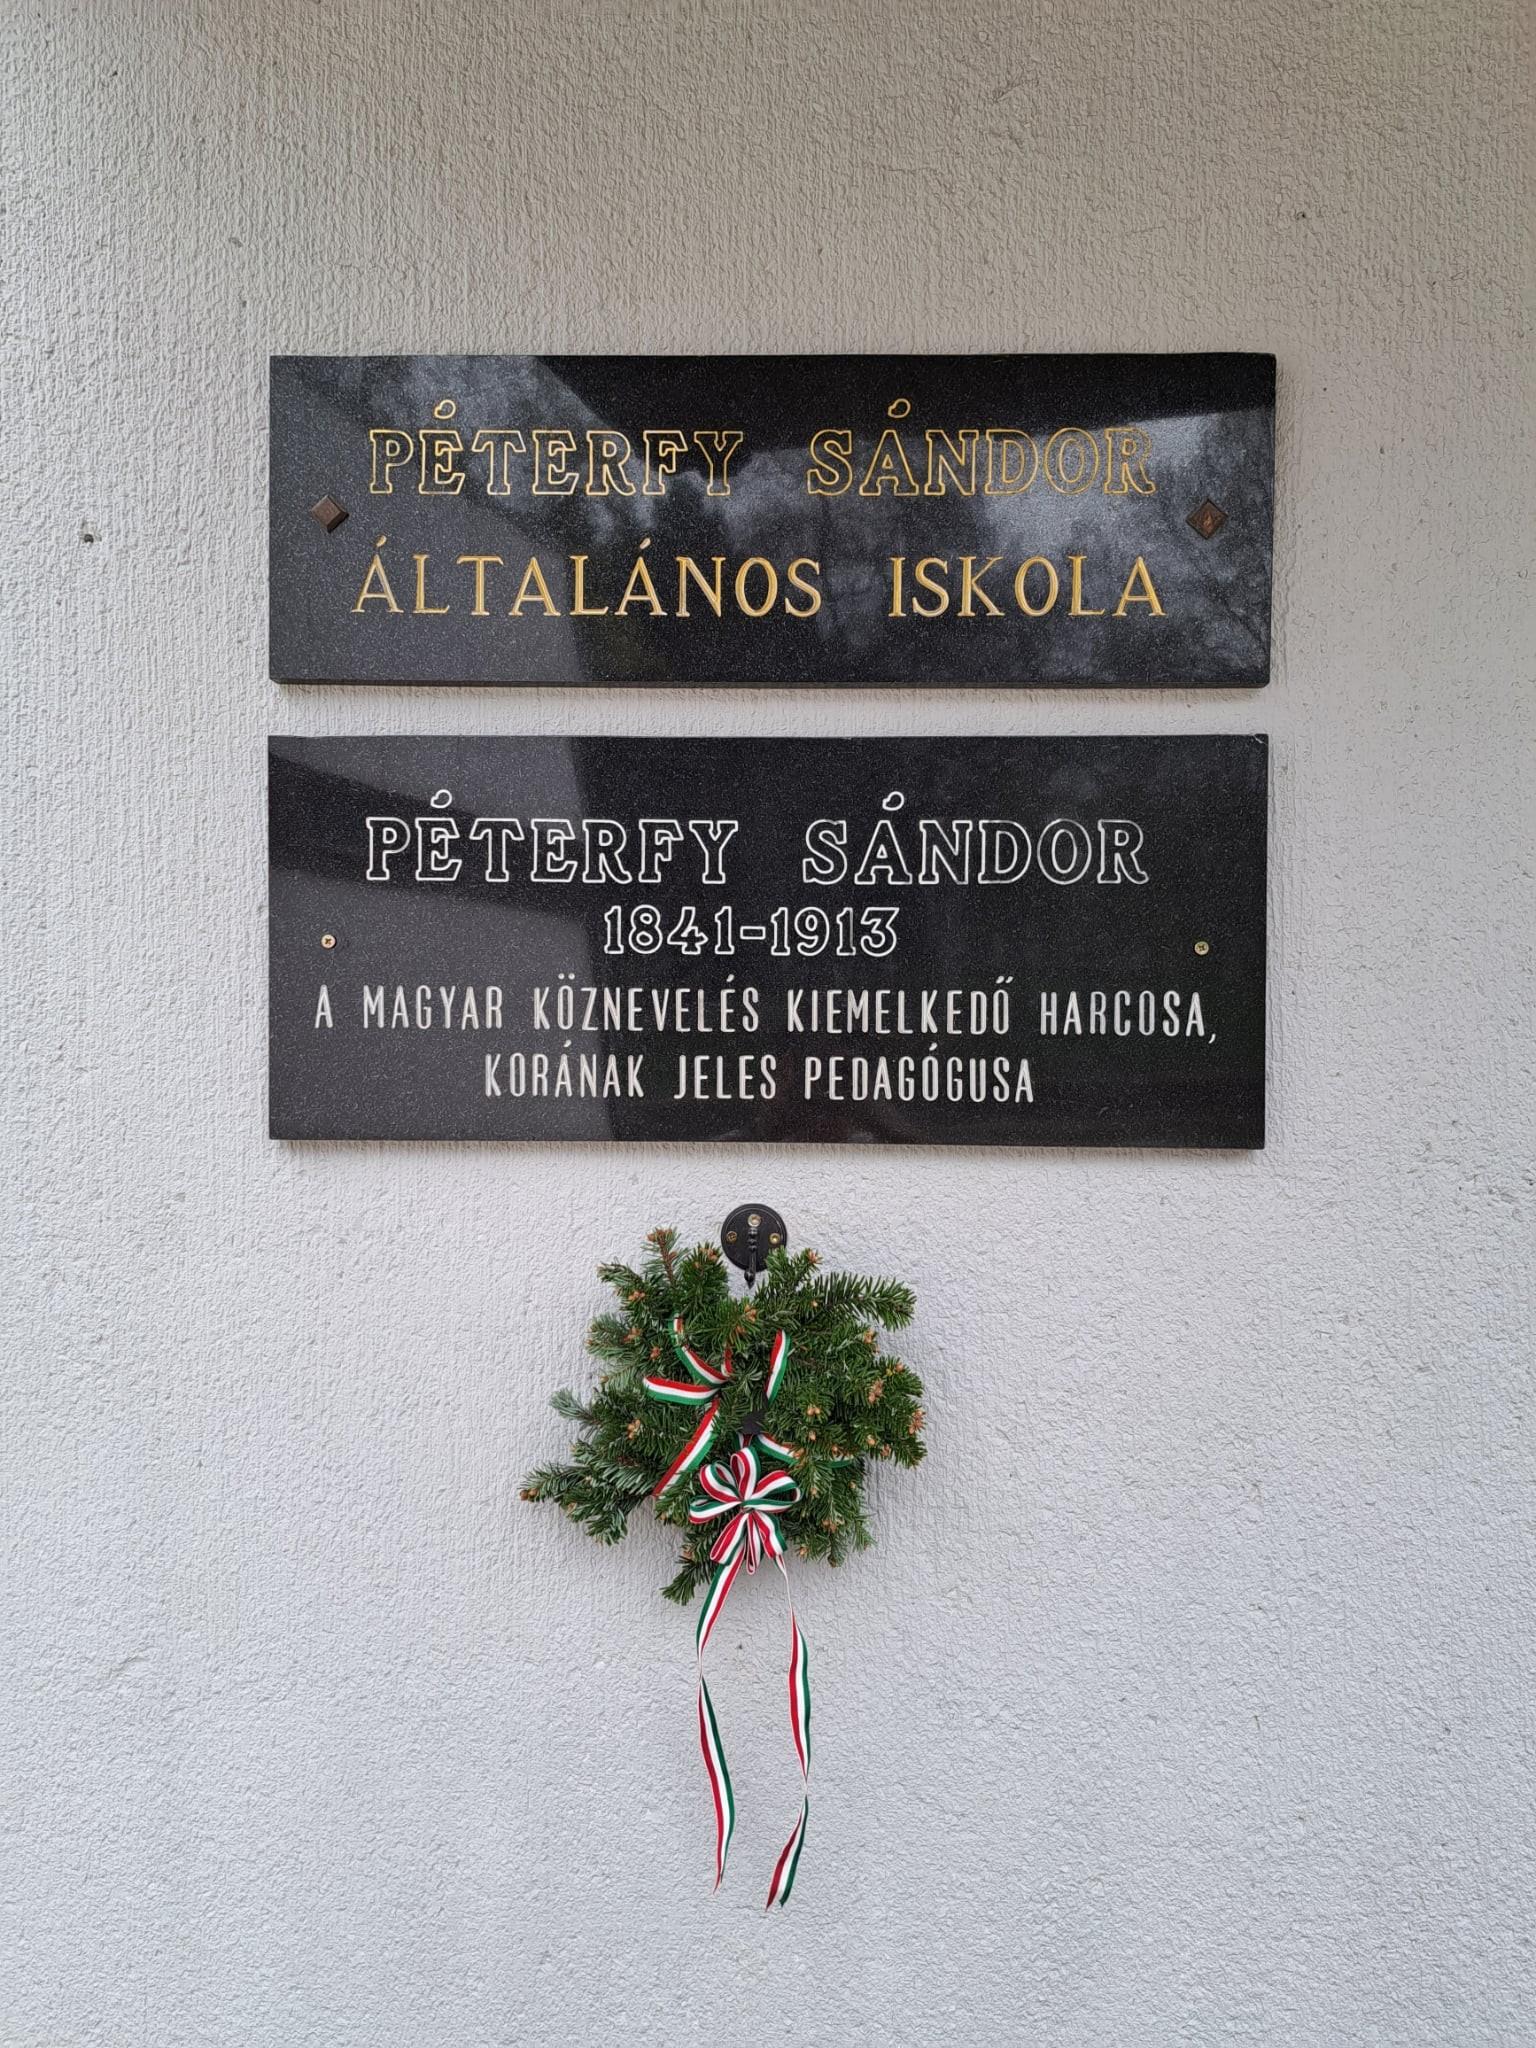 PÉTERFY SÁNDOR
ÁLTALÁNOS ISKOLA
PÉTERFY SÁNDOR
1841-1913
A MAGYAR KÖZNEVELÉS KIEMELKEDŐ HARCOSA,
KORÁNAK JELES PEDAGÓGUSA